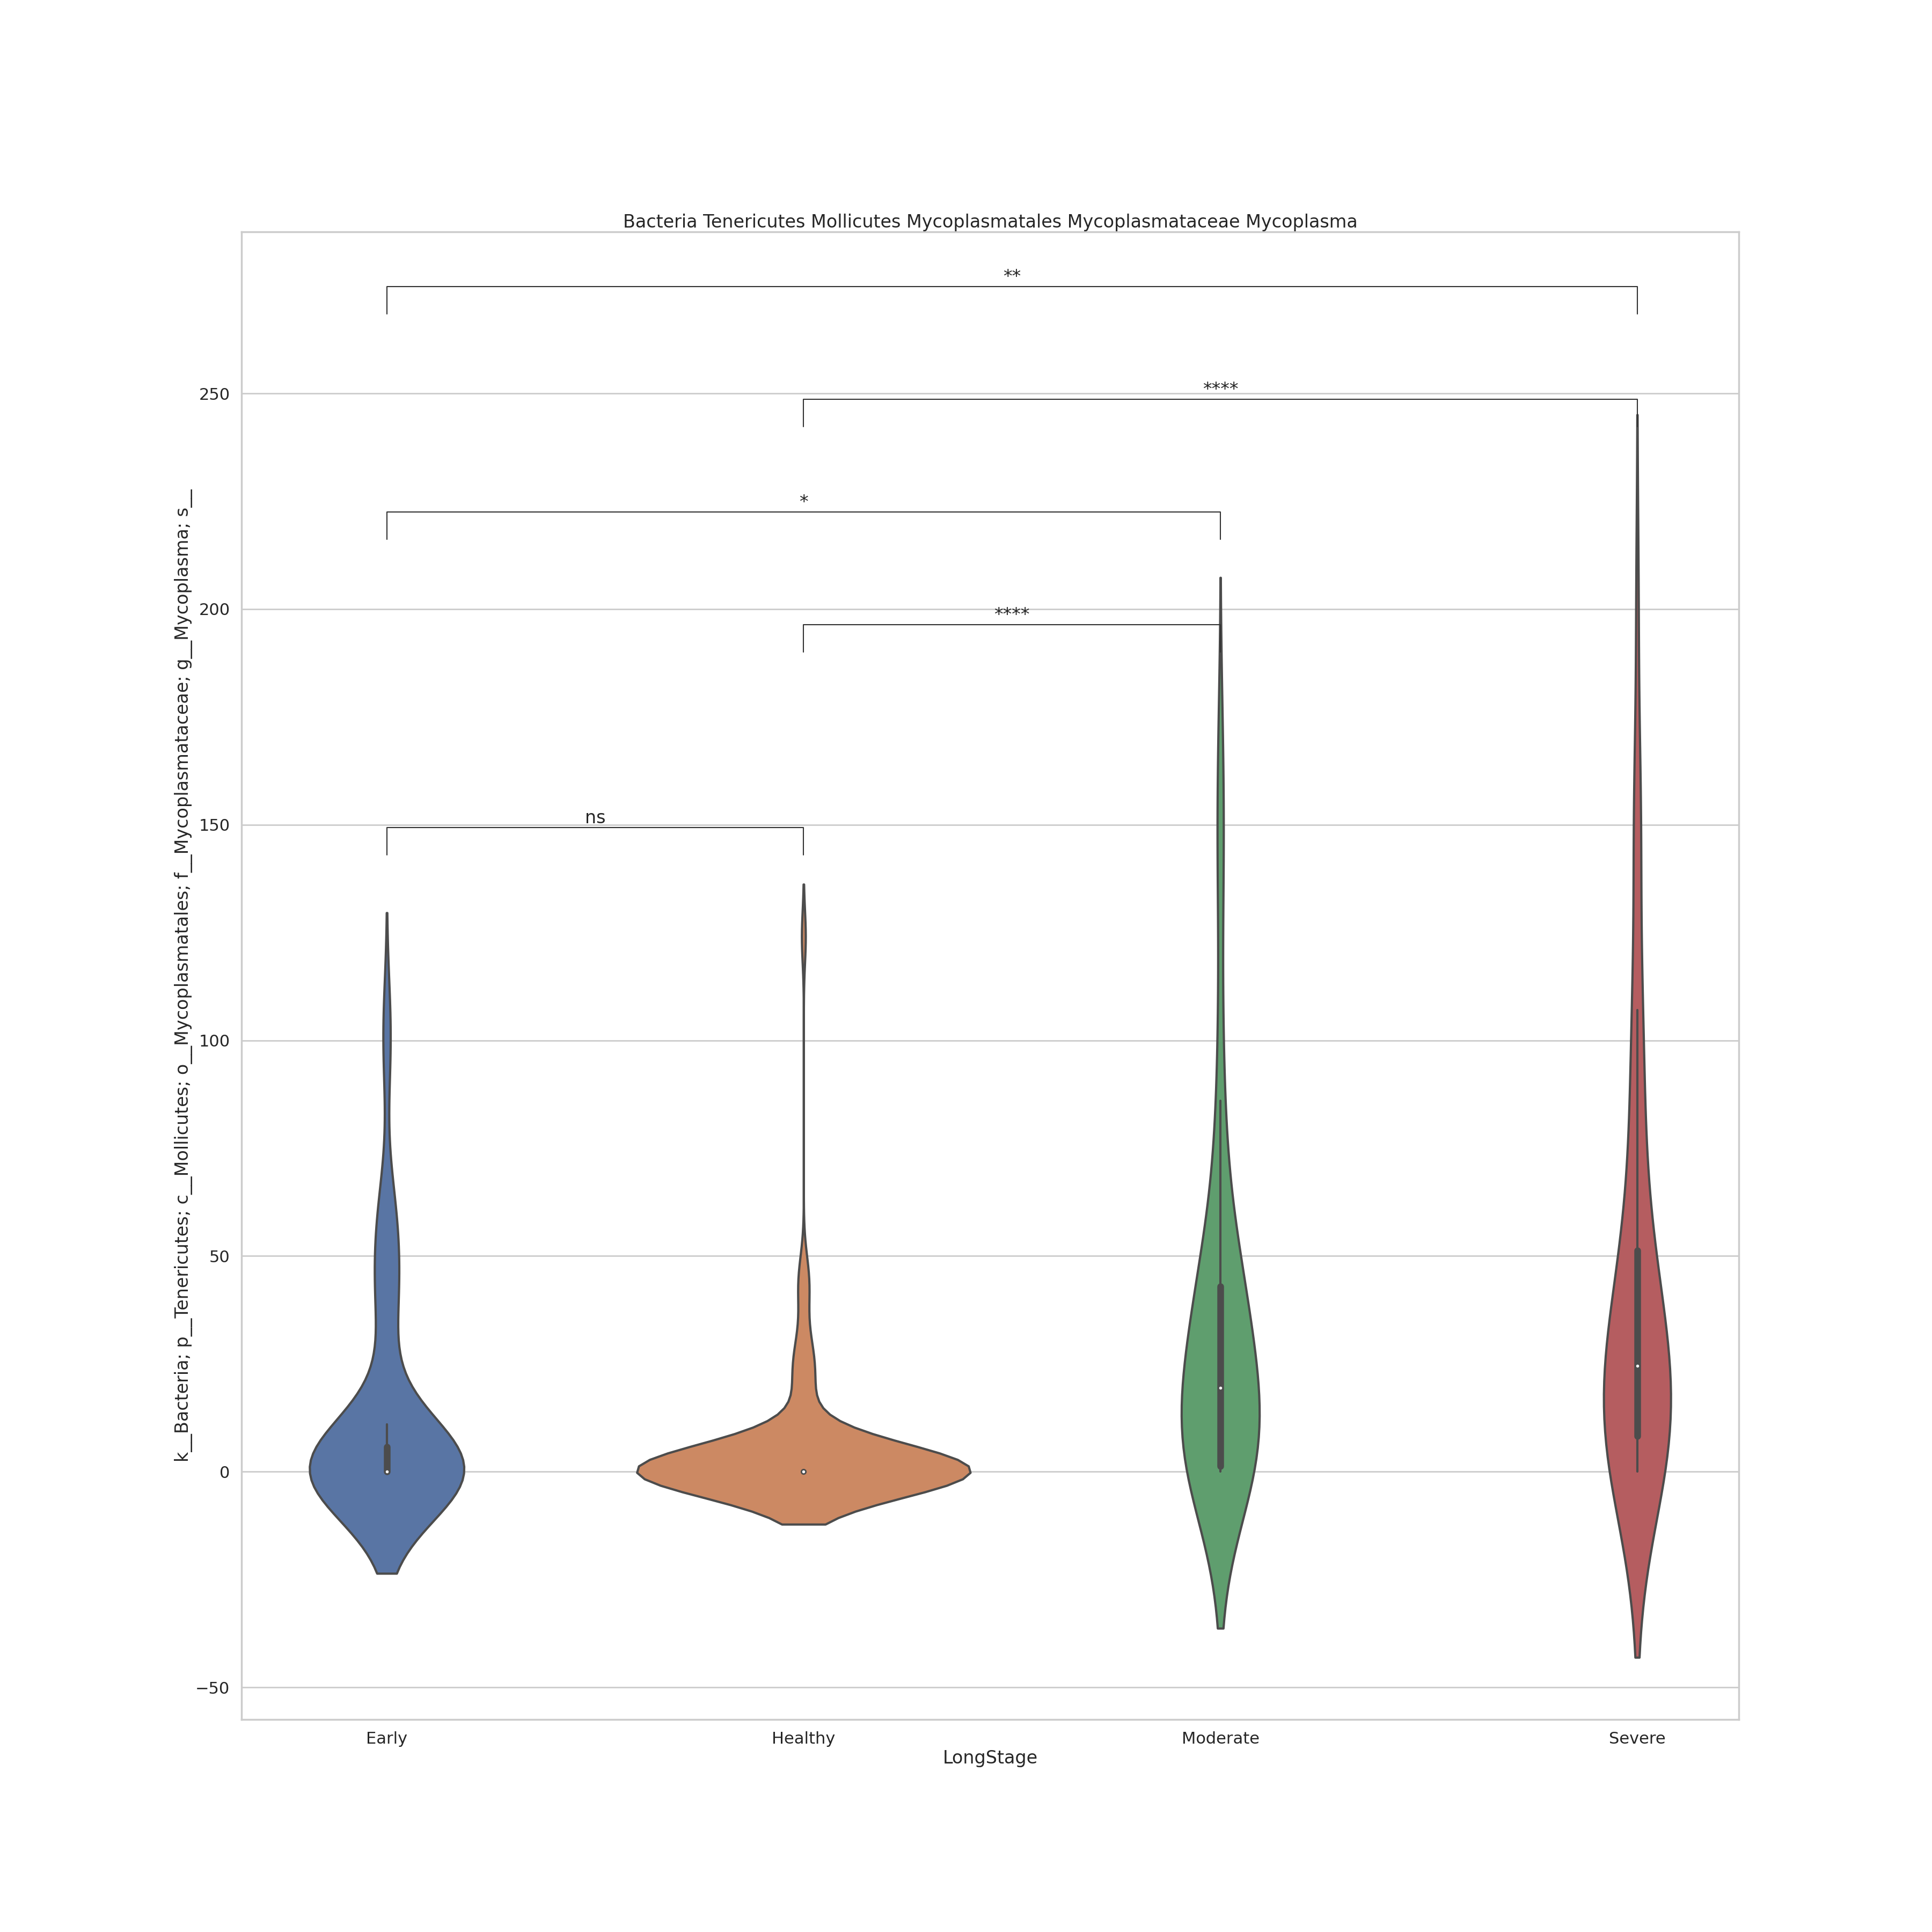 Bacteria Tenericutes Mollicutes Mycoplasmatales Mycoplasmataceae Mycoplasma
**
****
*
****
ns
k__Bacteria; p__Tenericutes; c__Mollicutes; o__Mycoplasmatales; f__Mycoplasmataceae; g__Mycoplasma; s__
250
200
150
100
50
0
−50
Early Healthy Moderate Severe
LongStage